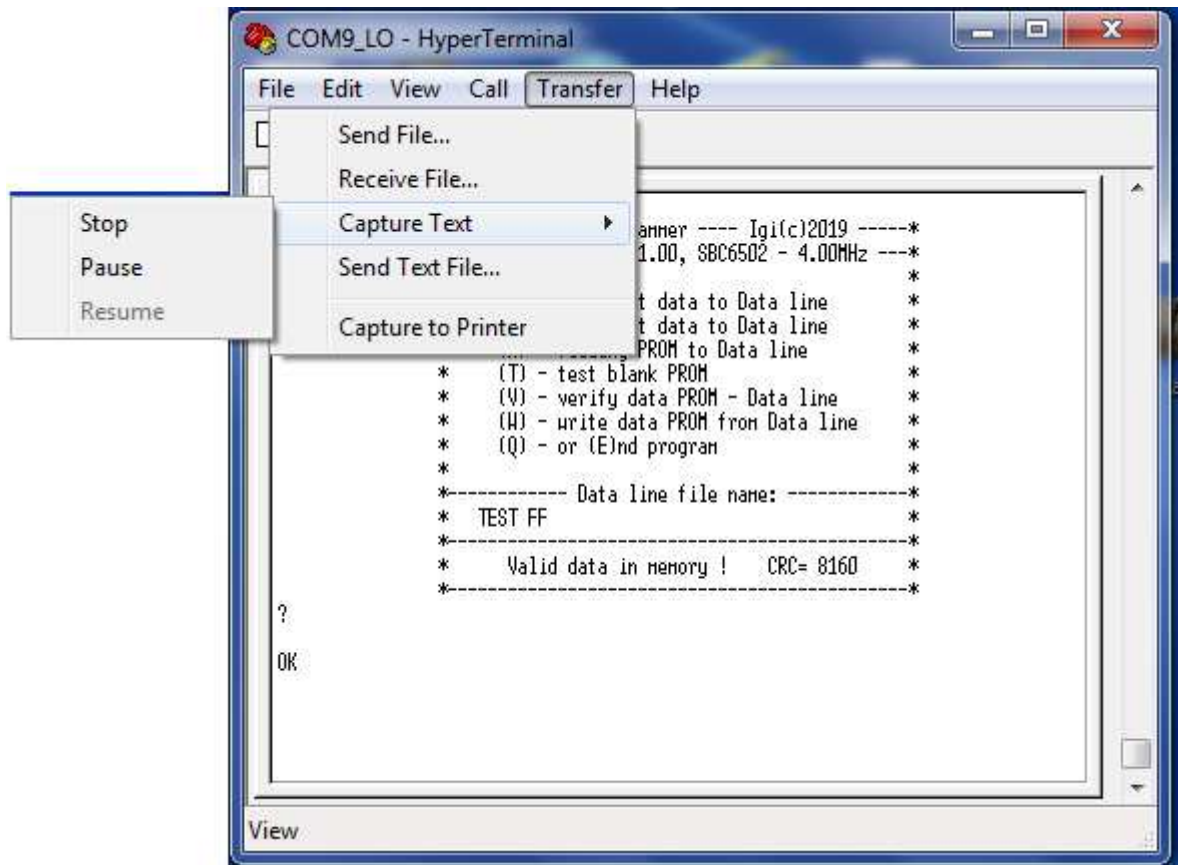 COM9_LO - HyperTerminal
File Edit View Call Transfer Help
Send File...
Receive File...
Capture Text
Send Text File...
Capture to Printer
Stop
Pause
Resume
---- Igi(c)2019 -----*
1.00, SBC6502 - 4.00MHz ---*
*
data to Data line *
data to Data line *
PROM to Data line *
* (T) - test blank PROM *
* (V) - verify data PROM - Data line *
* (W) - write data PROM from Data line *
* (Q) - or (E)nd program *
* *
*------------ Data line file name: ------------*
* TEST FF *
*-----------------------------------------------*
* Valid data in memory ! CRC= 8160 *
*-----------------------------------------------*
?
OK
View